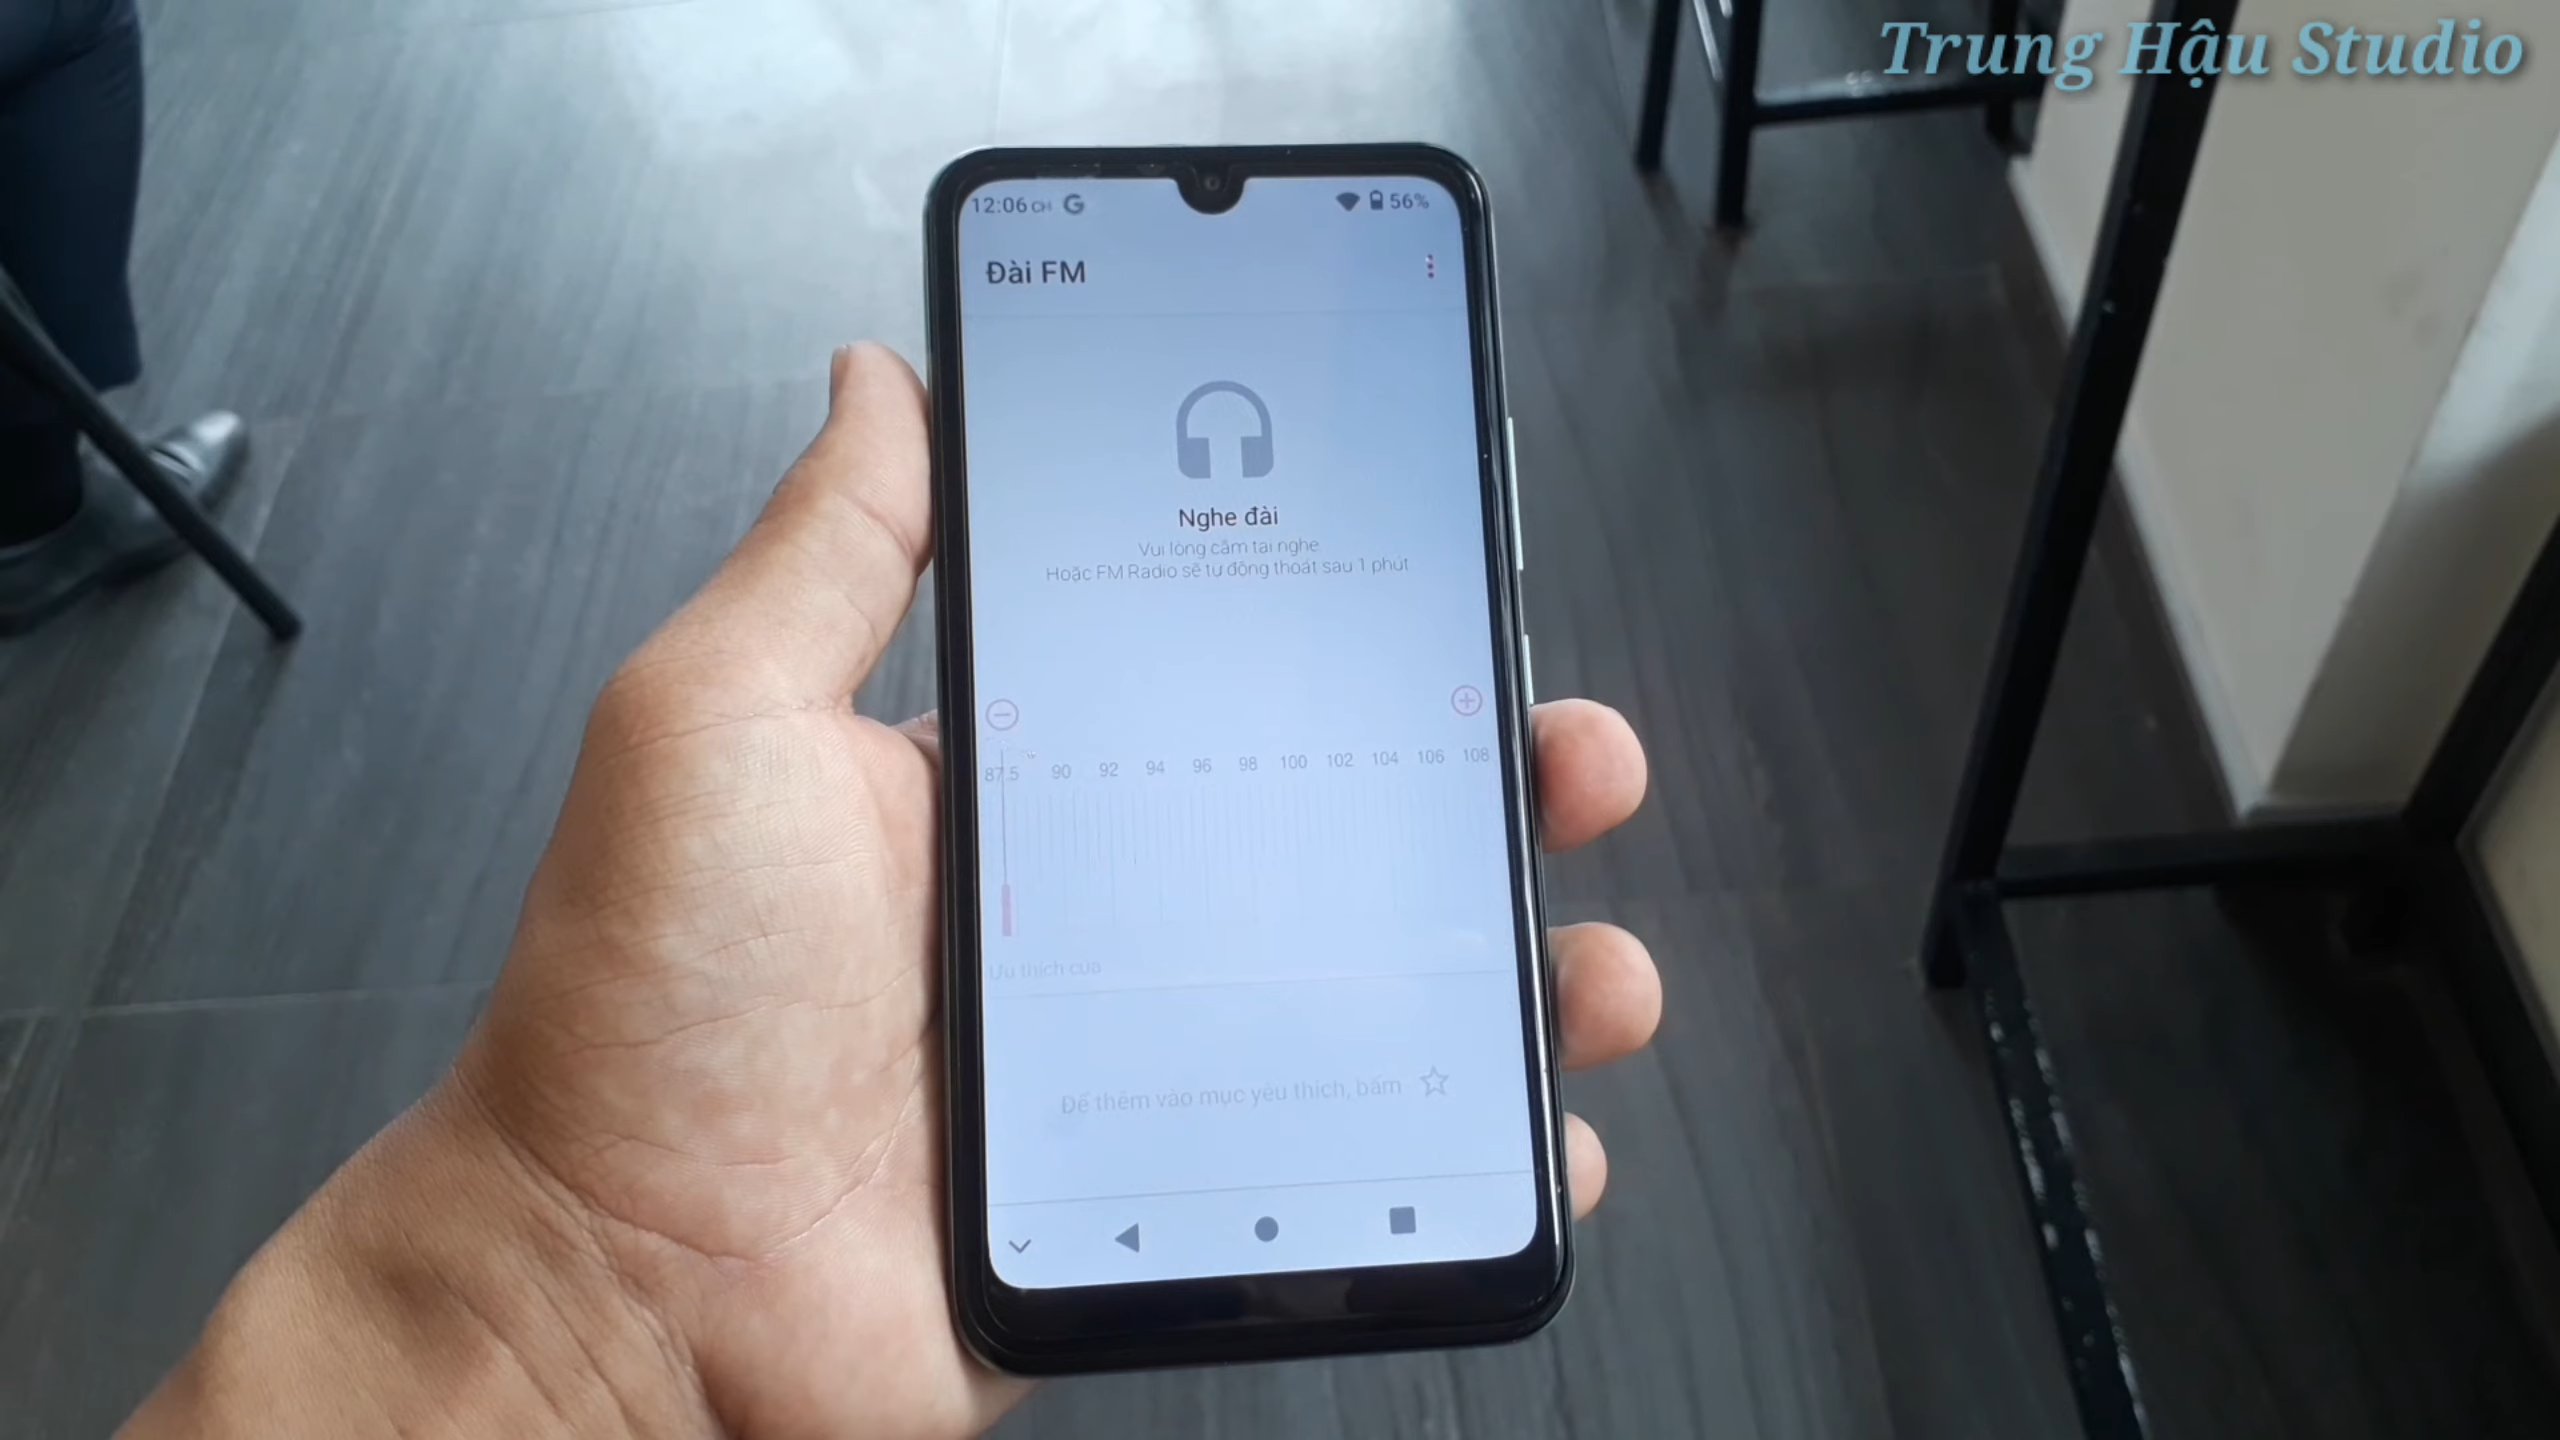 Trung Hậu Studio
12:06 CH G 56%
Đài FM
Nghe đài
Vui lòng cắm tai nghe.
Hoặc FM Radio sẽ tự động thoát sau 1 phút
87.5 90 92 94 96 98 100 102 104 106 108
Ưu thích của
Để thêm vào mục yêu thích, bấm